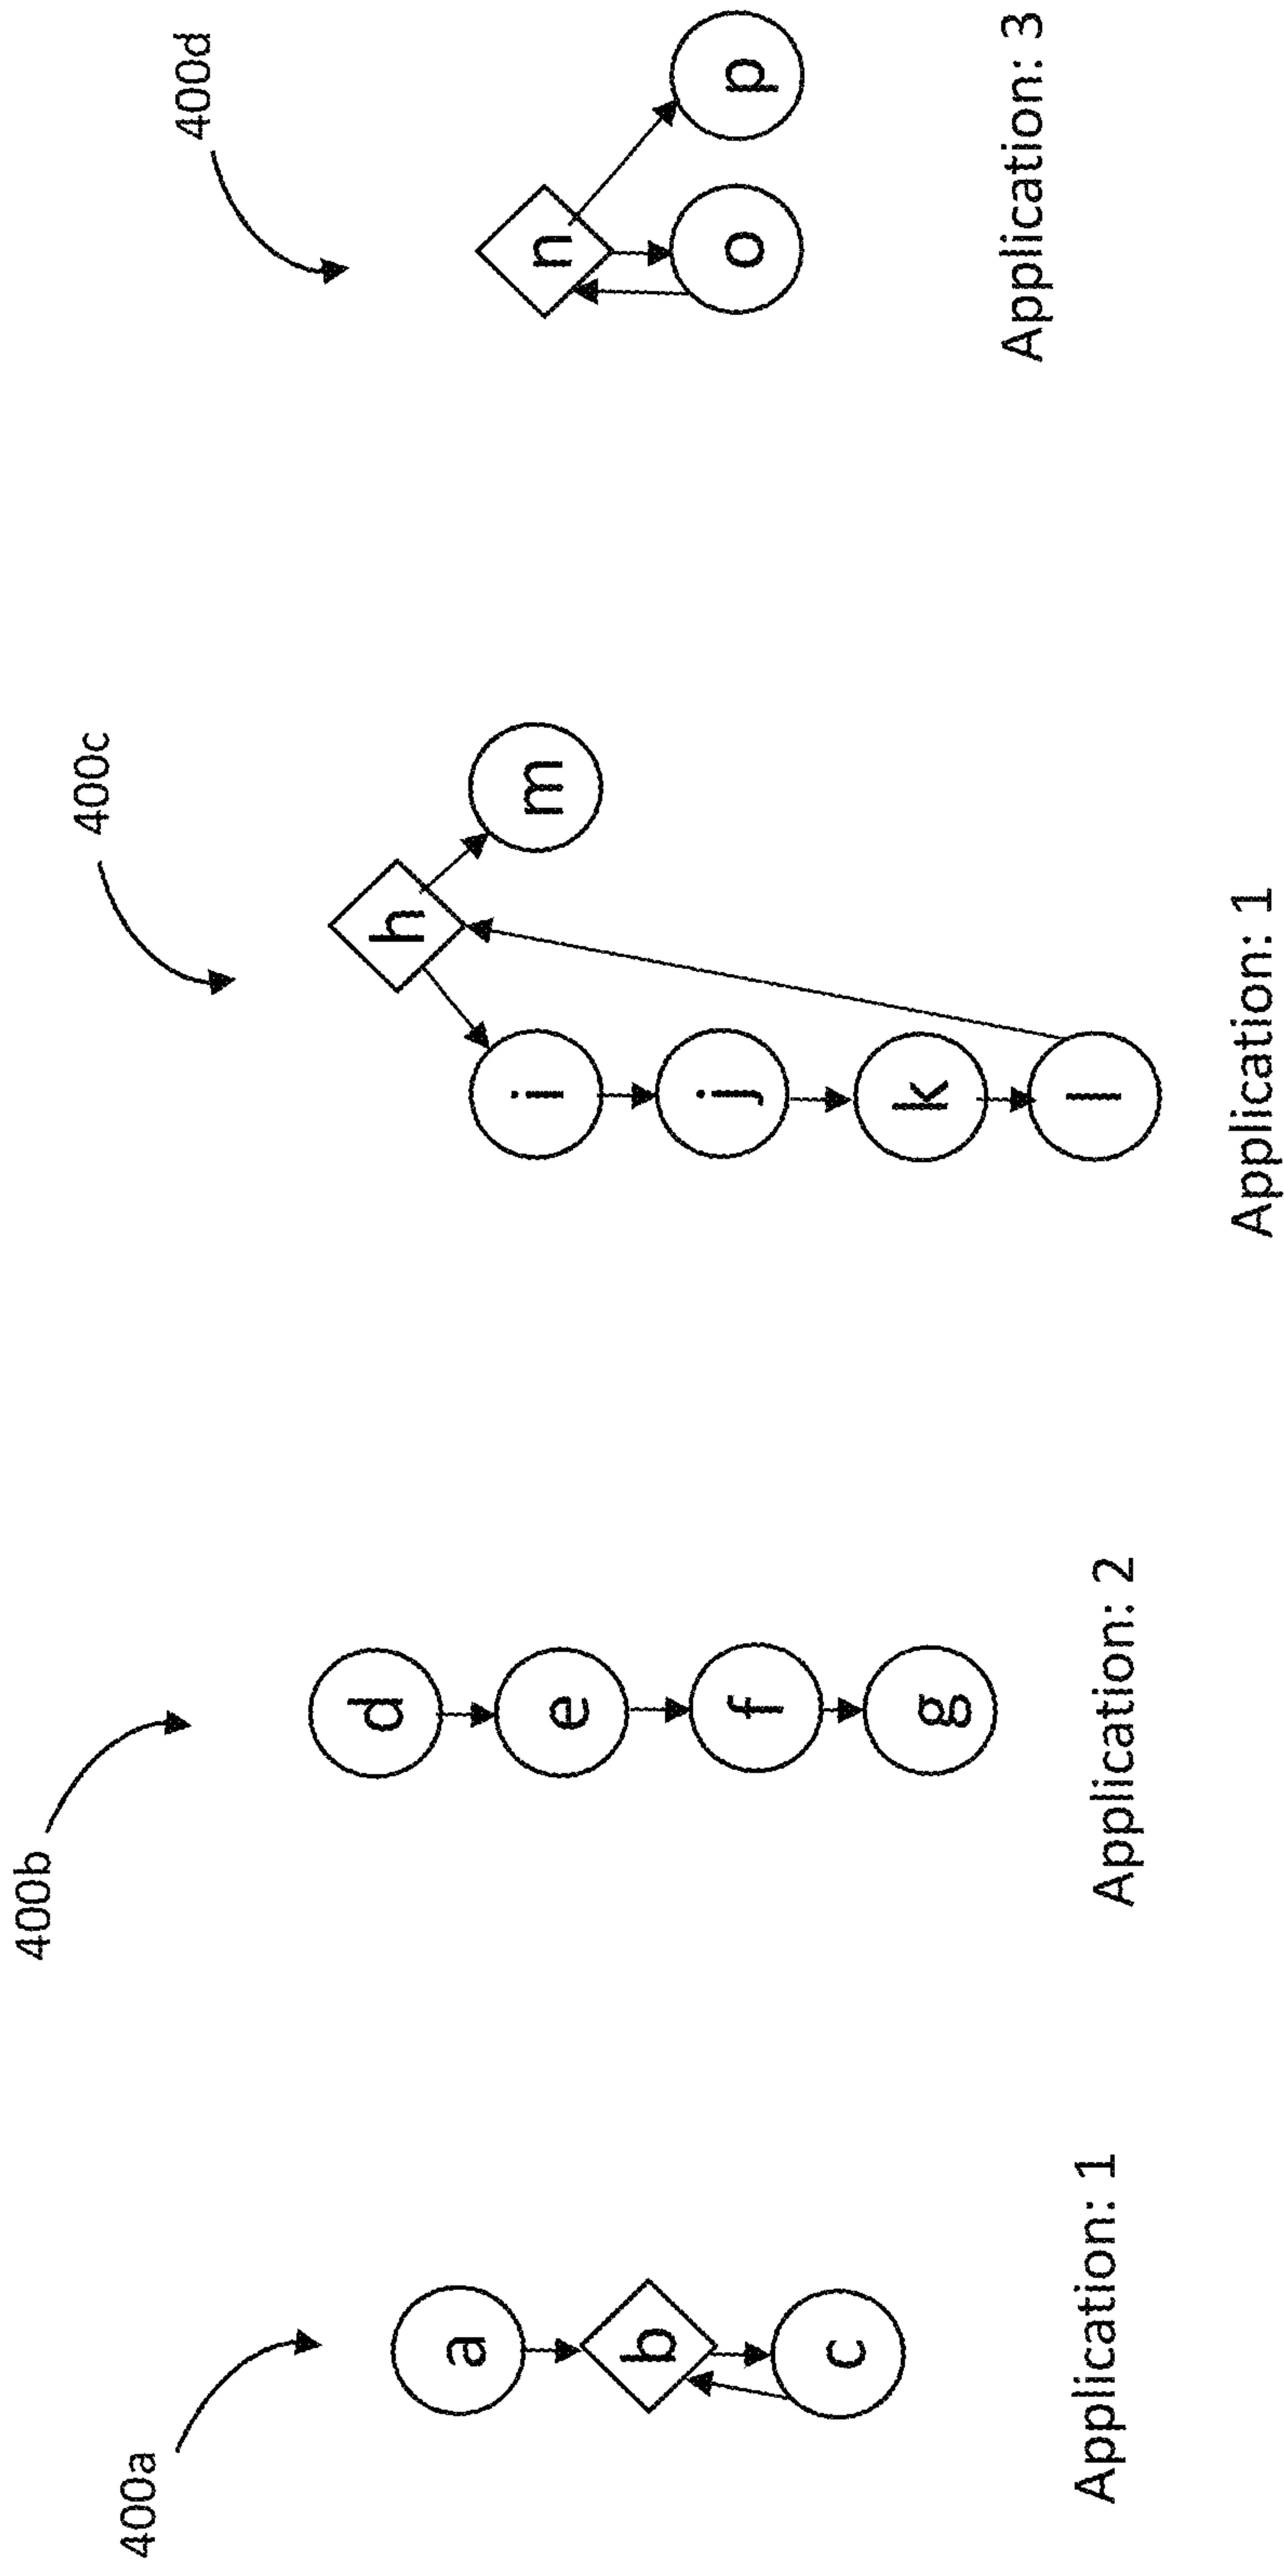 400a
a
b
c
Application: 1
400b
d
e
f
g
Application: 2
400c
h
i
m
j
k
l
Application: 1
400d
n
o
p
Application: 3